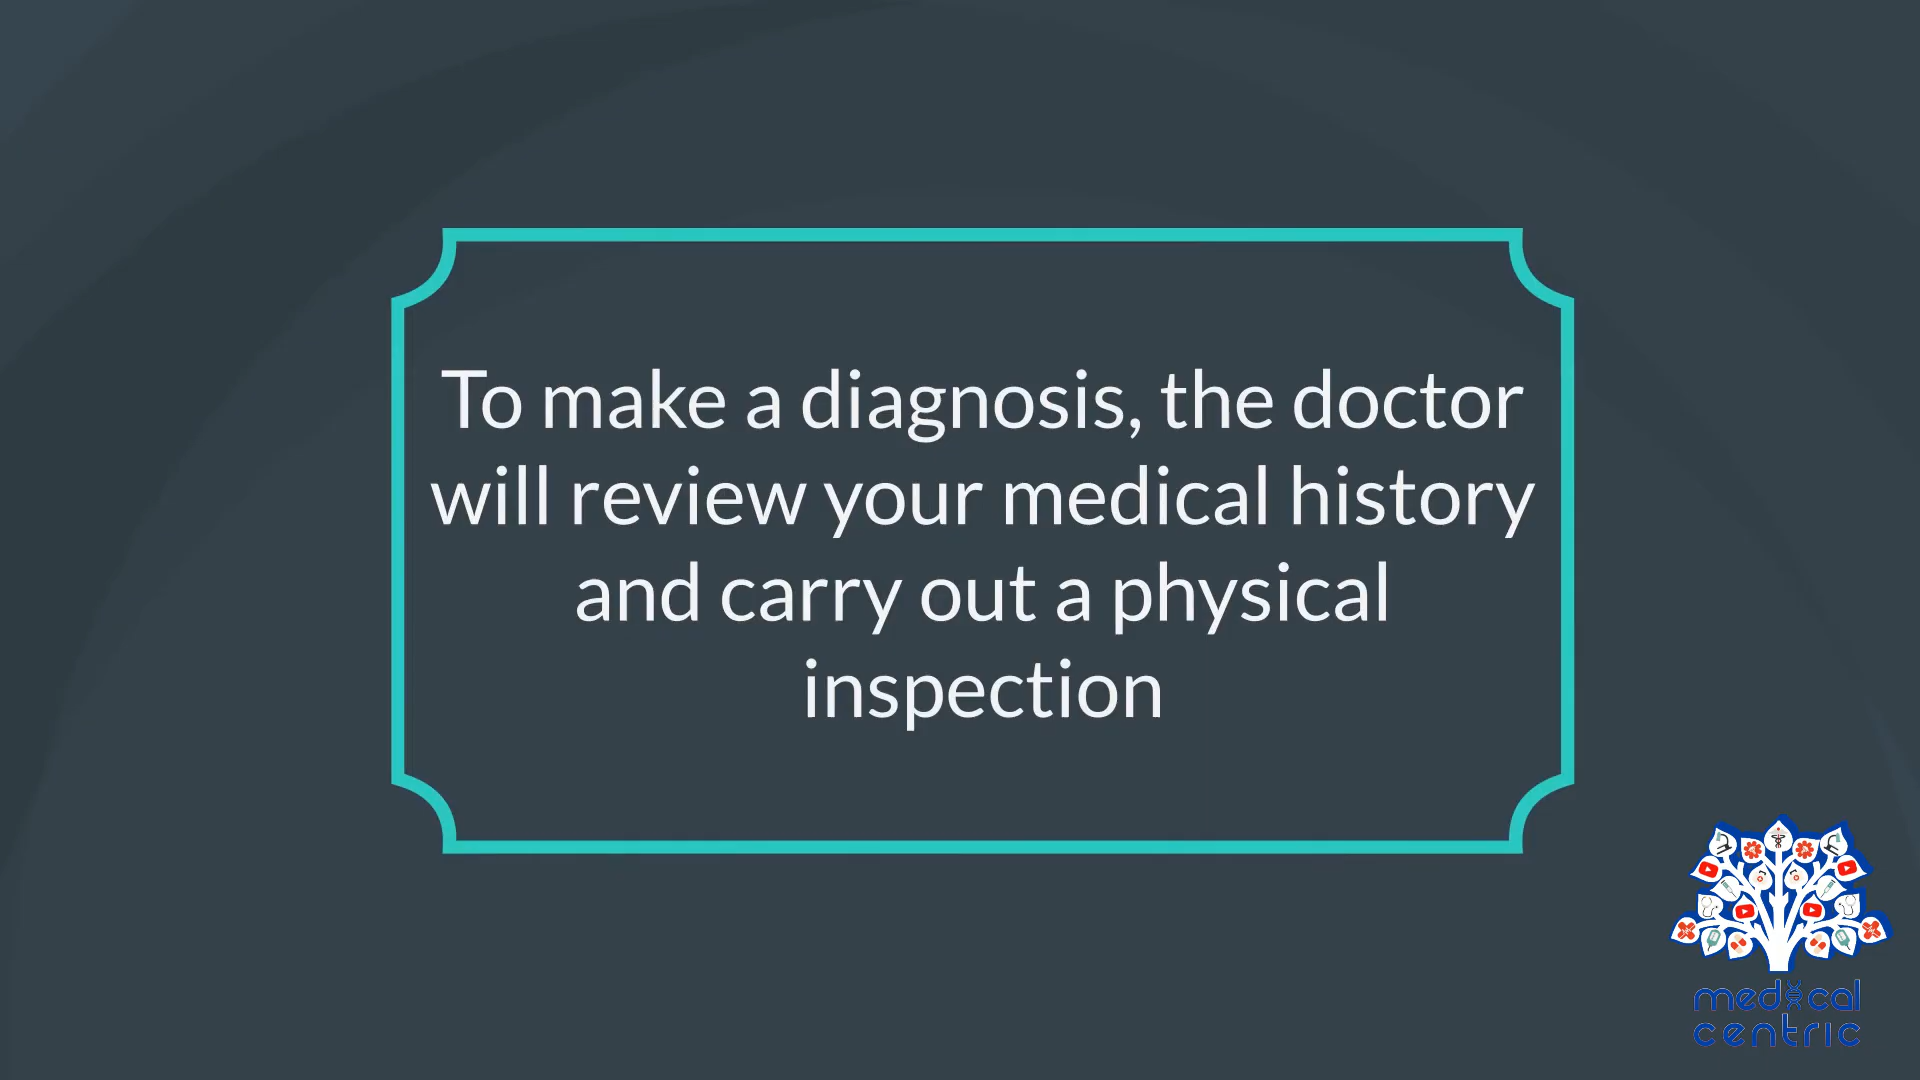 To make a diagnosis, the doctor
will review your medical history
and carry out a physical
inspection
medical
centric